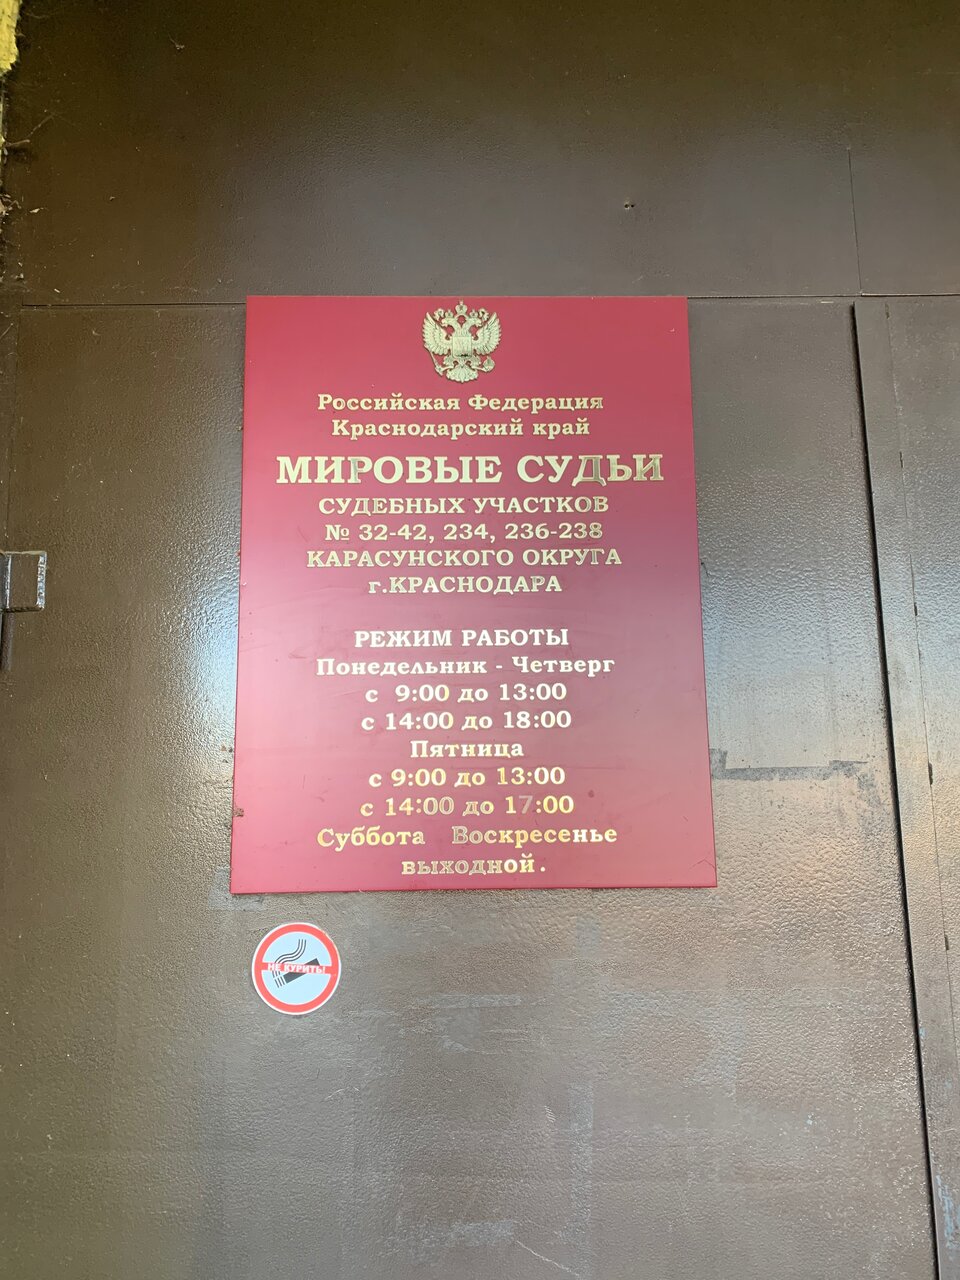 Российская Федерация
Краснодарский край
МИРОВЫЕ СУДЬИ
СУДЕБНЫХ УЧАСТКОВ
№ 32-42, 234, 236-238
КАРАСУНСКОГО ОКРУГА
г.КРАСНОДАРА
РЕЖИМ РАБОТЫ
Понедельник - Четверг
с 9:00 до 13:00
с 14:00 до 18:00
Пятница
с 9:00 до 13:00
с 14:00 до 17:00
Суббота Воскресенье
выходной.
НЕ КУРИТЬ!